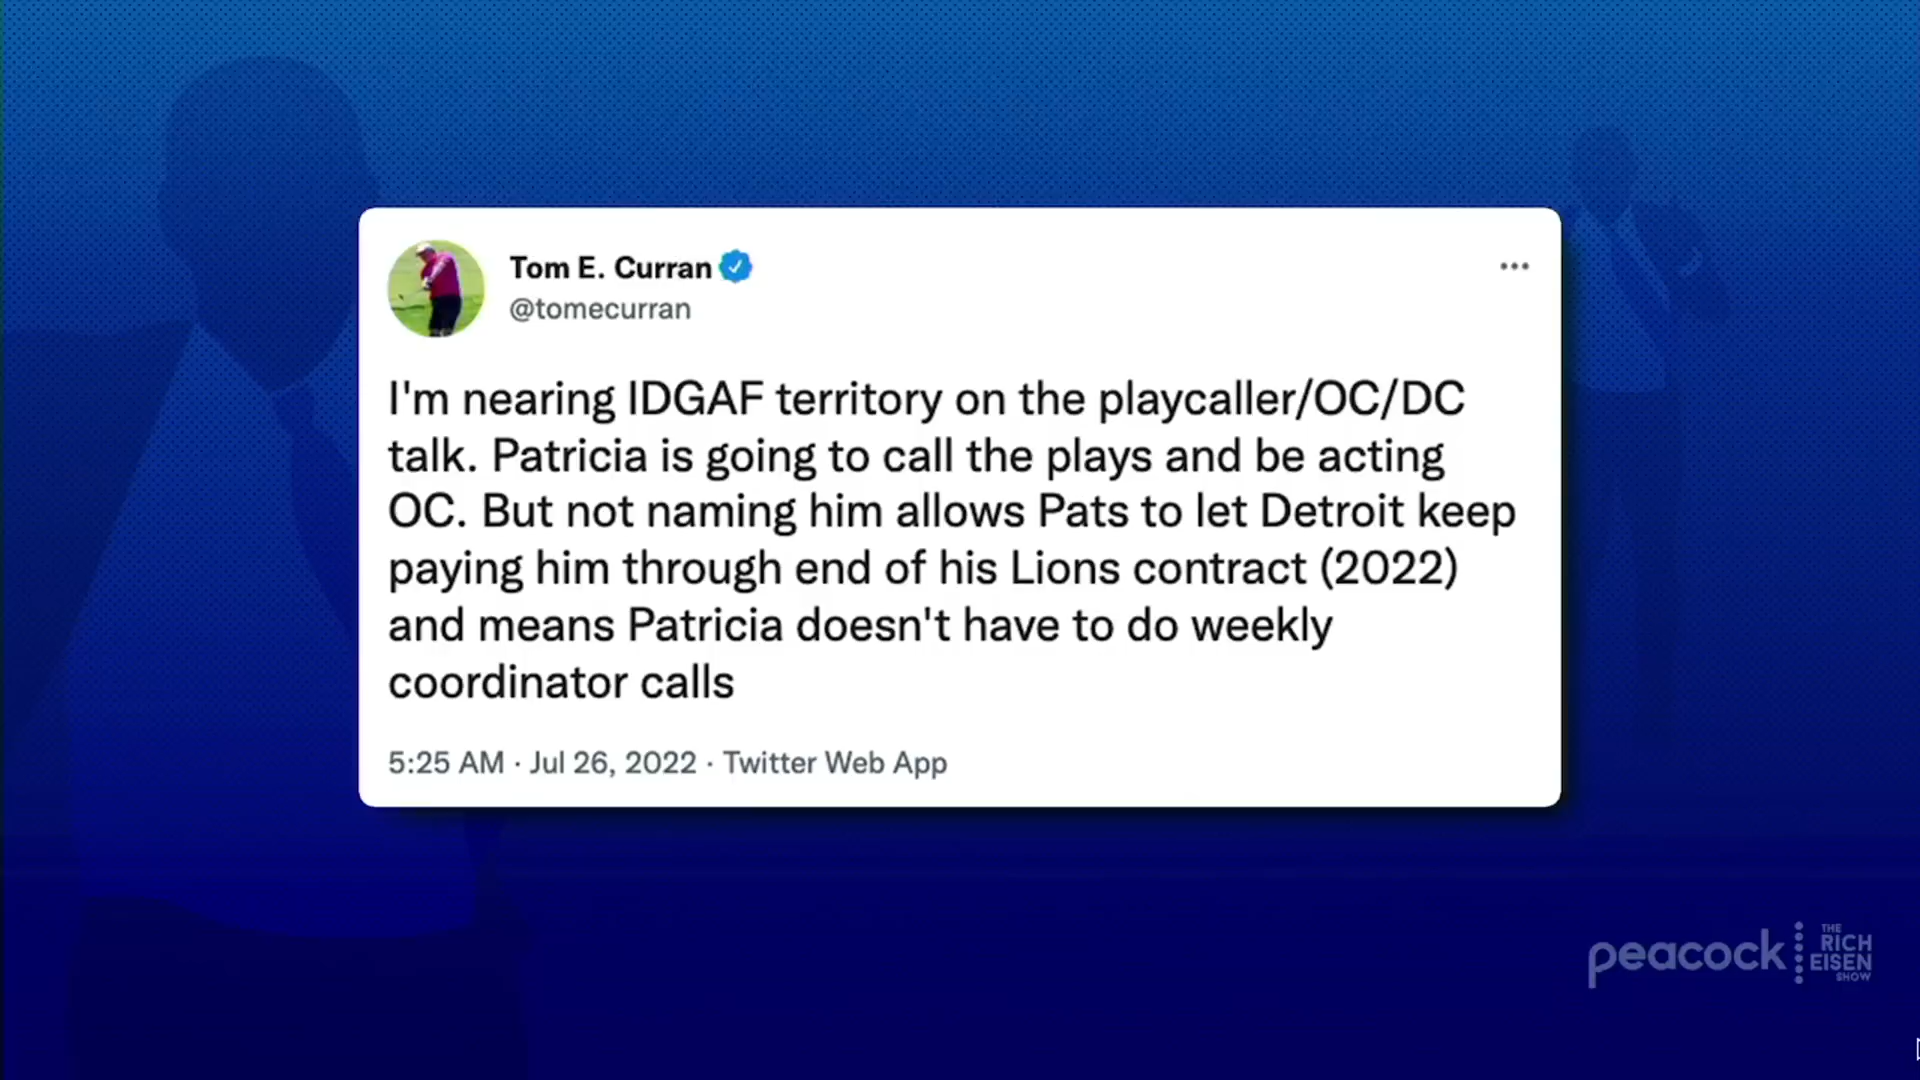 Tom E. Curran
@tomecurran
I'm nearing IDGAF territory on the playcaller/OC/DC
talk. Patricia is going to call the plays and be acting
OC. But not naming him allows Pats to let Detroit keep
paying him through end of his Lions contract (2022)
and means Patricia doesn't have to do weekly
coordinator calls
5:25 AM · Jul 26, 2022 · Twitter Web App
peacock
THE
RICH
EISEN
SHOW